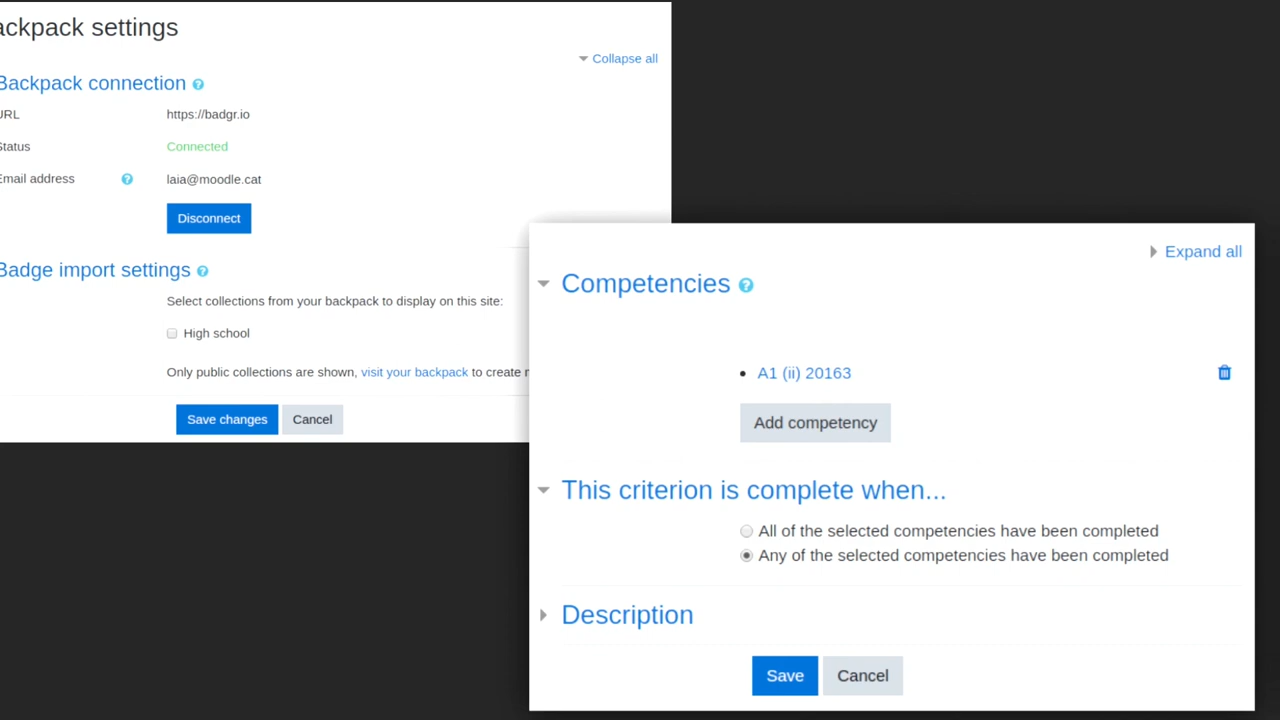 ackpack settings
Collapse all
Backpack connection
URL
https://badgr.io
Status
Connected
Email address
laia@moodle.cat
Disconnect
Badge import settings
Select collections from your backpack to display on this site:
High school
Only public collections are shown, visit your backpack to create
Save changes
Cancel
Expand all
Competencies
A1 (ii) 20163
Add competency
This criterion is complete when...
All of the selected competencies have been completed
Any of the selected competencies have been completed
Description
Save
Cancel